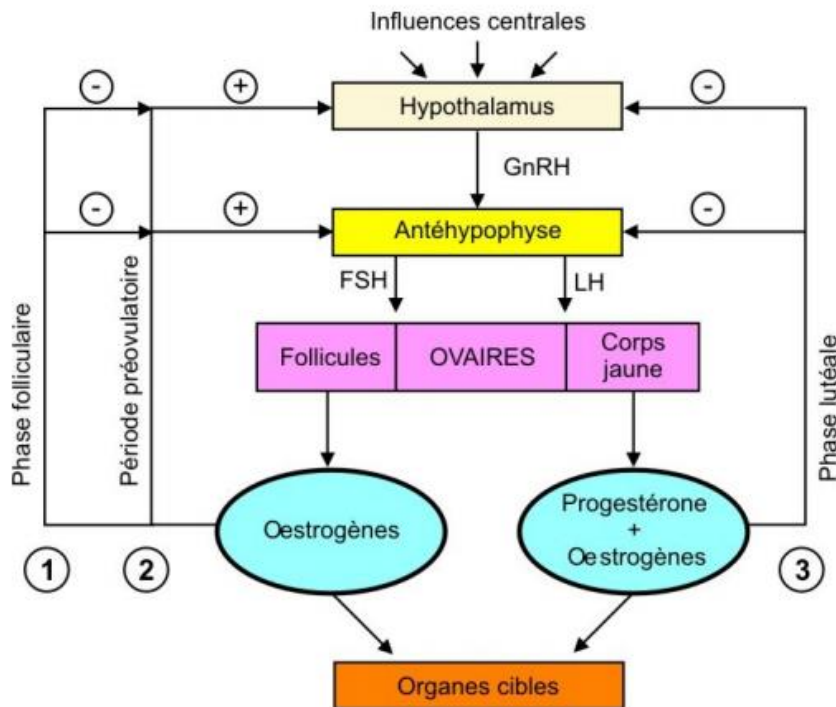 Influences centrales
- + -
Hypothalamus
GnRH
- + -
Antéhypophyse
FSH LH
Follicules OVAIRES Corps
jaune
Phase folliculaire
Période préovulatoire
Phase lutéale
Oestrogènes
Progestérone
+
Oestrogènes
1 2 3
Organes cibles